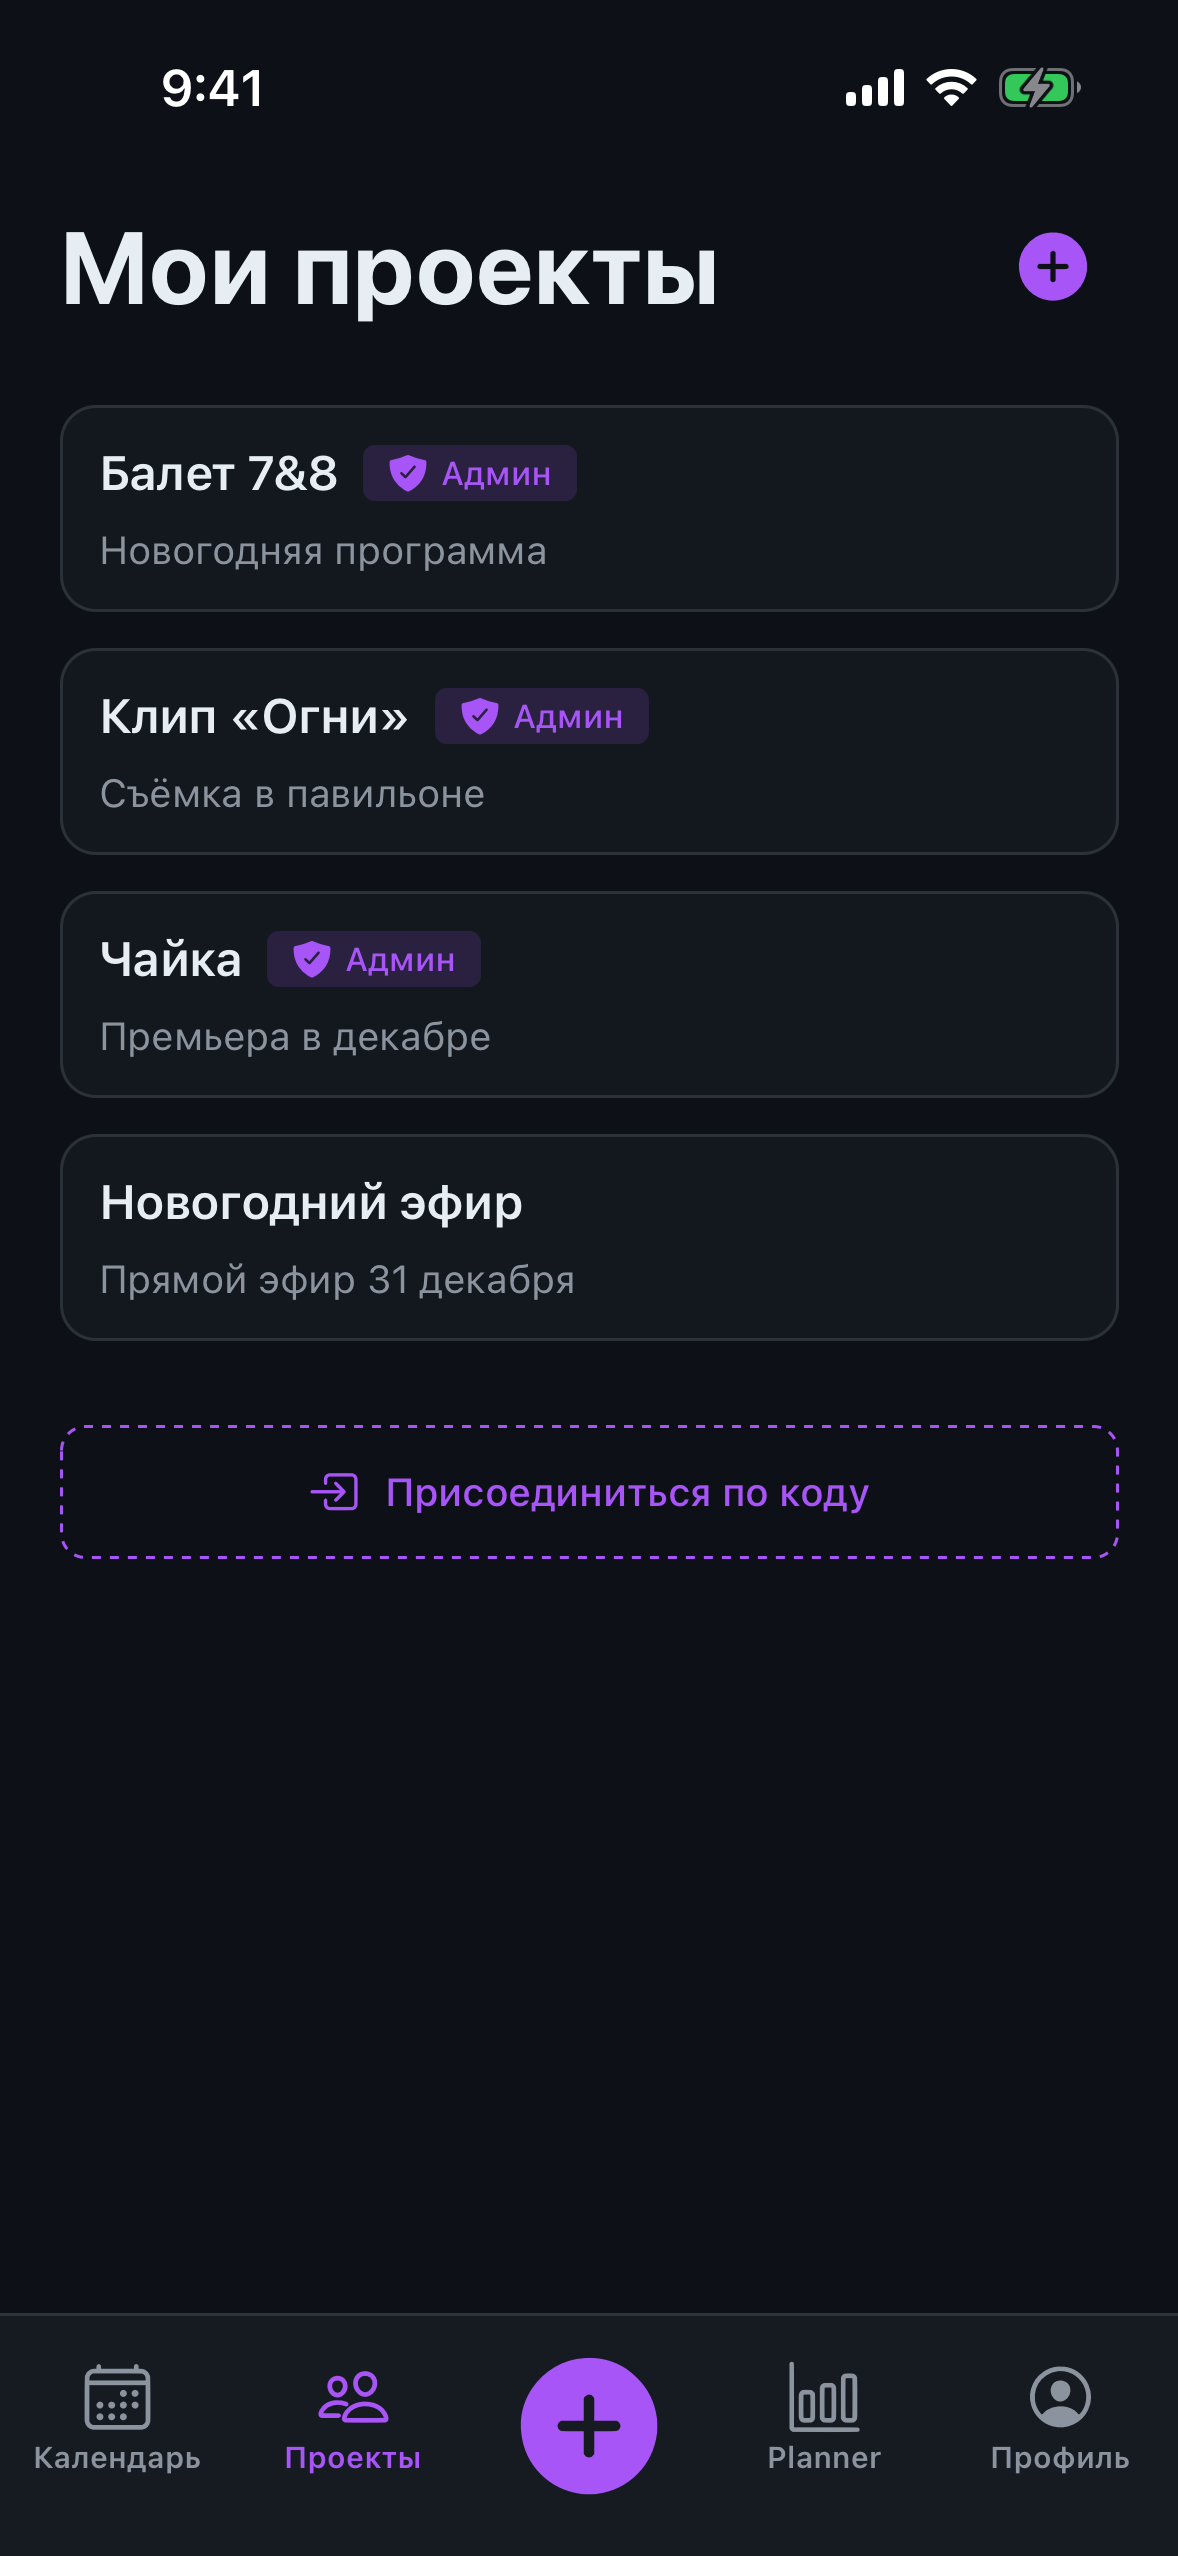 9:41
Мои проекты
Балет 7&8
Админ
Новогодняя программа
Клип «Огни»
Админ
Съёмка в павильоне
Чайка
Админ
Премьера в декабре
Новогодний эфир
Прямой эфир 31 декабря
Присоединиться по коду
Календарь
Проекты
Planner
Профиль